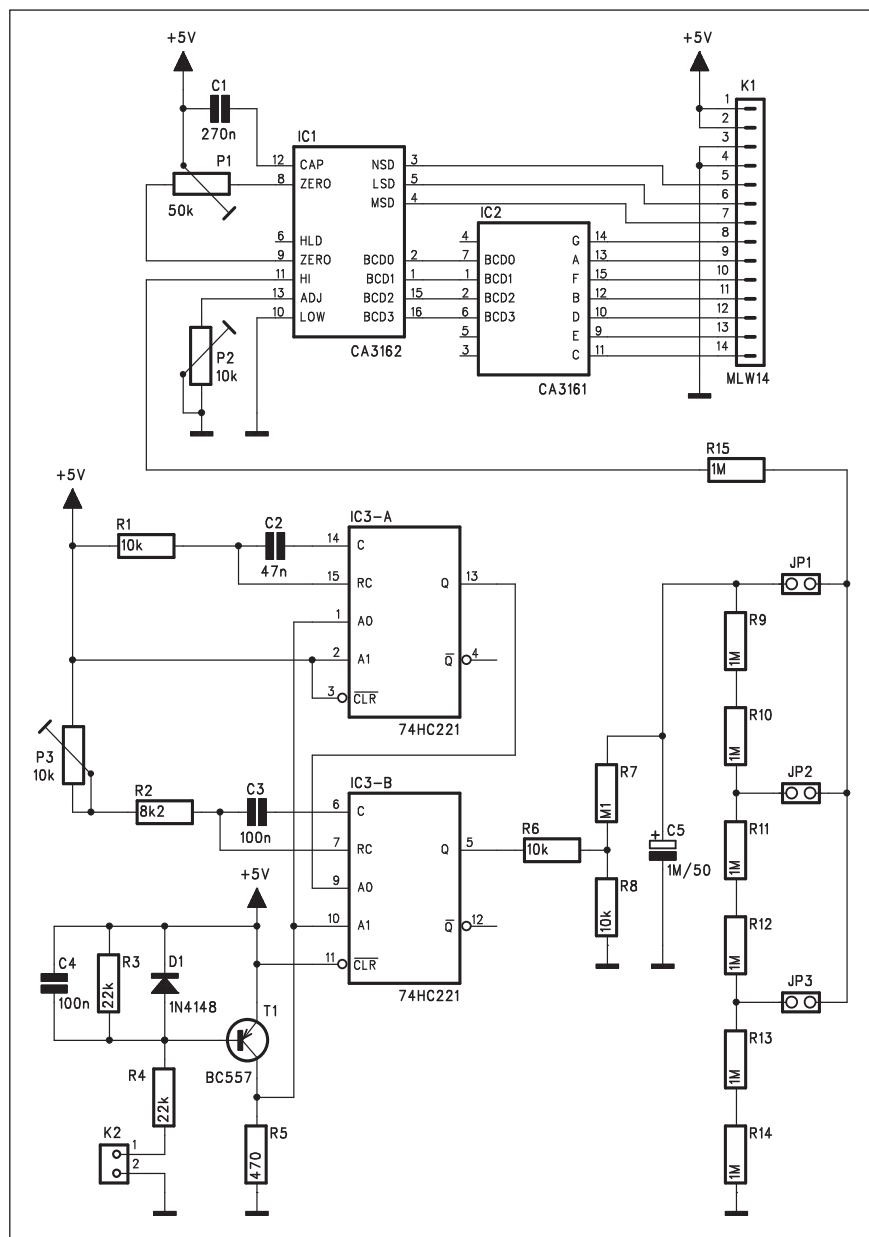 +5V
+5V
C1
270n
K1
IC1
P1
50k
12 CAP
8 ZERO
6 HLD
9 ZERO
11 HI
13 ADJ
10 LOW
NSD 3
LSD 5
MSD 4
BCD0 2
BCD1 1
BCD2 15
BCD3 16
CA3162
IC2
4
7 BCD0
1 BCD1
2 BCD2
6 BCD3
5
3
G 14
A 13
F 15
B 12
D 10
E 9
C 11
CA3161
1
2
3
4
5
6
7
8
9
10
11
12
13
14
MLW14
P2
10k
R15
1M
+5V
R1
10k
C2
47n
IC3-A
14 C
15 RC
1 A0
2 A1
3 CLR
Q 13
Q 4
74HC221
JP1
R9
1M
R10
1M
JP2
R11
1M
R12
1M
JP3
R13
1M
R14
1M
P3
10k
R2
8k2
C3
100n
IC3-B
6 C
7 RC
9 A0
10 A1
11 CLR
Q 5
Q 12
74HC221
R6
10k
R7
M1
R8
10k
+ C5
1M/50
+5V
C4
100n
R3
22k
D1
1N4148
T1
BC557
R4
22k
K2
1
2
R5
470